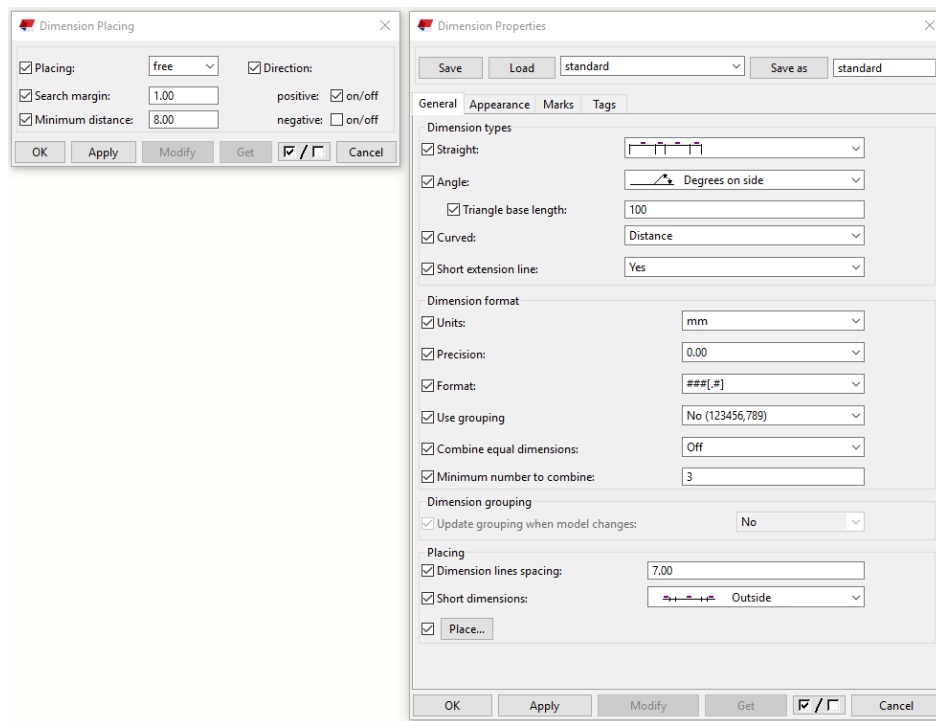 Dimension Placing
Placing: free Direction:
Search margin: 1.00 positive: on/off
Minimum distance: 8.00 negative: on/off
OK Apply Modify Get / Cancel
Dimension Properties
Save Load standard Save as standard
General Appearance Marks Tags
Dimension types
Straight:
Angle: Degrees on side
Triangle base length: 100
Curved: Distance
Short extension line: Yes
Dimension format
Units: mm
Precision: 0.00
Format: ###[.#]
Use grouping No (123456,789)
Combine equal dimensions: Off
Minimum number to combine: 3
Dimension grouping
Update grouping when model changes: No
Placing
Dimension lines spacing: 7.00
Short dimensions: Outside
Place...
OK Apply Modify Get / Cancel